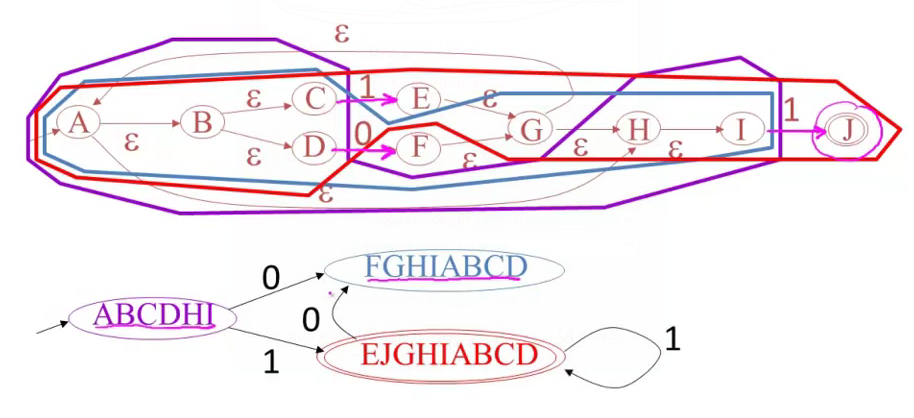 ε
C 1 E ε
A ε B ε G ε H ε I 1 J
ε D 0 F ε
ε
0 FGHIABCD
ABCDHI 0
1 EJGHIABCD 1